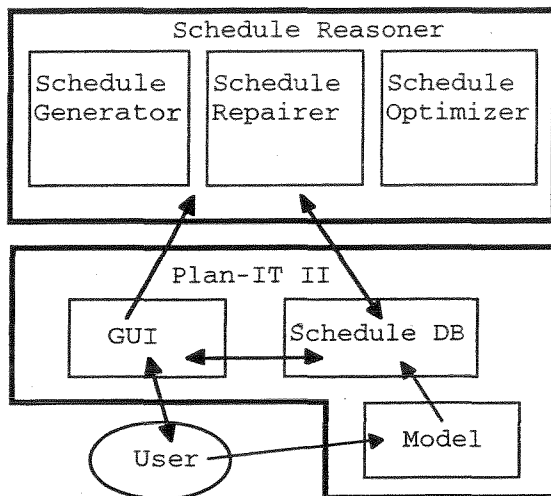 Schedule Reasoner
Schedule
Generator
Schedule
Repairer
Schedule
Optimizer
Plan-IT II
GUI
Schedule DB
User
Model